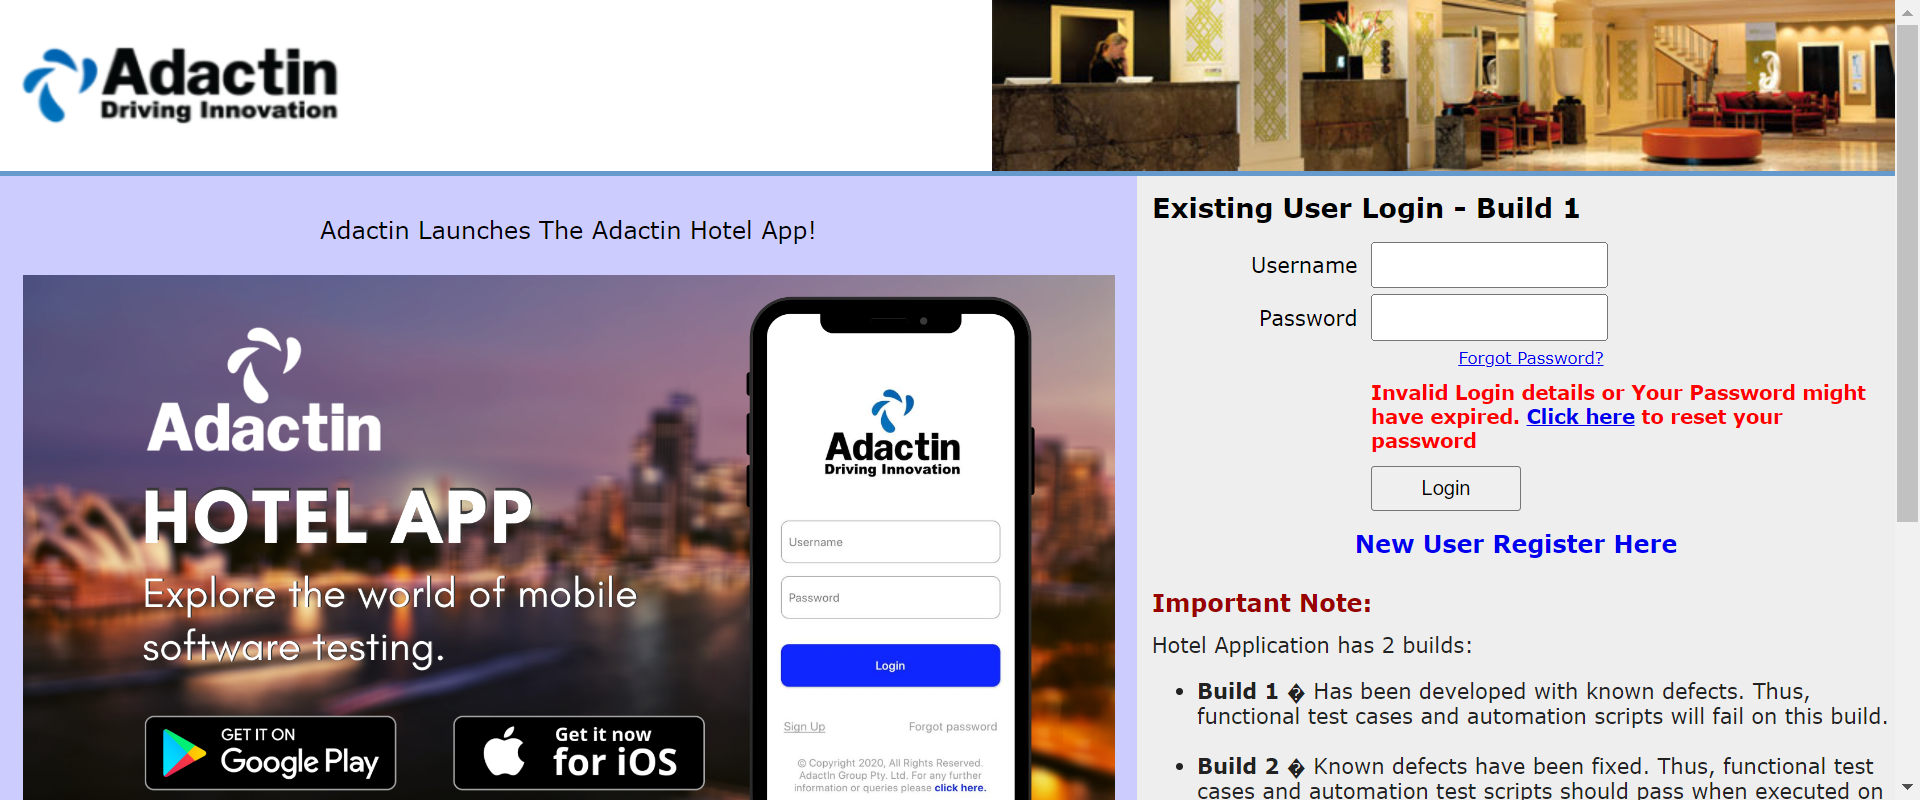 Adactin
Driving Innovation
Adactin Launches The Adactin Hotel App!
Adactin
HOTEL APP
Explore the world of mobile
software testing.
GET IT ON
Google Play
Get it now
for iOS
Adactin
Driving Innovation
Username
Password
Login
Sign Up
Forgot password
© Copyright 2020, All Rights Reserved.
AdactIn Group Pty. Ltd. For any further
information or queries please click here.
Existing User Login - Build 1
Username
Password
Forgot Password?
Invalid Login details or Your Password might
have expired. Click here to reset your
password
Login
New User Register Here
Important Note:
Hotel Application has 2 builds:
• Build 1 � Has been developed with known defects. Thus,
functional test cases and automation scripts will fail on this build.
• Build 2 � Known defects have been fixed. Thus, functional test
cases and automation test scripts should pass when executed on